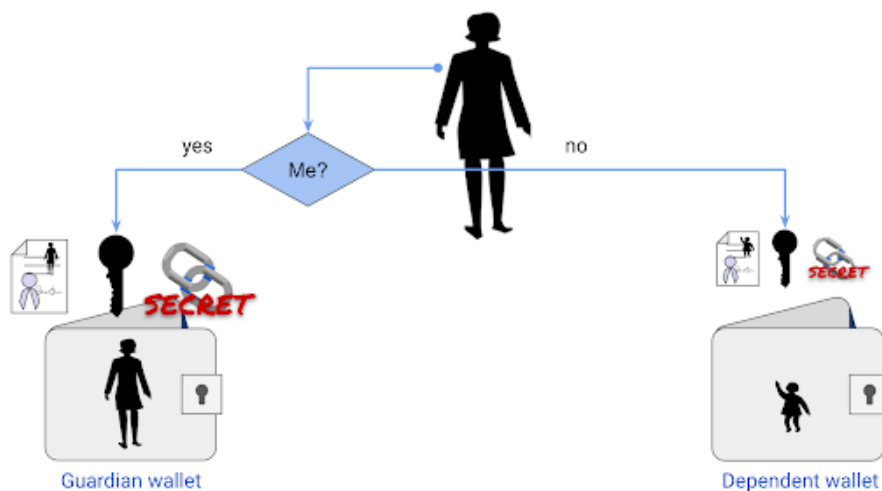 yes
no
Me?
SECRET
SECRET
Guardian wallet
Dependent wallet